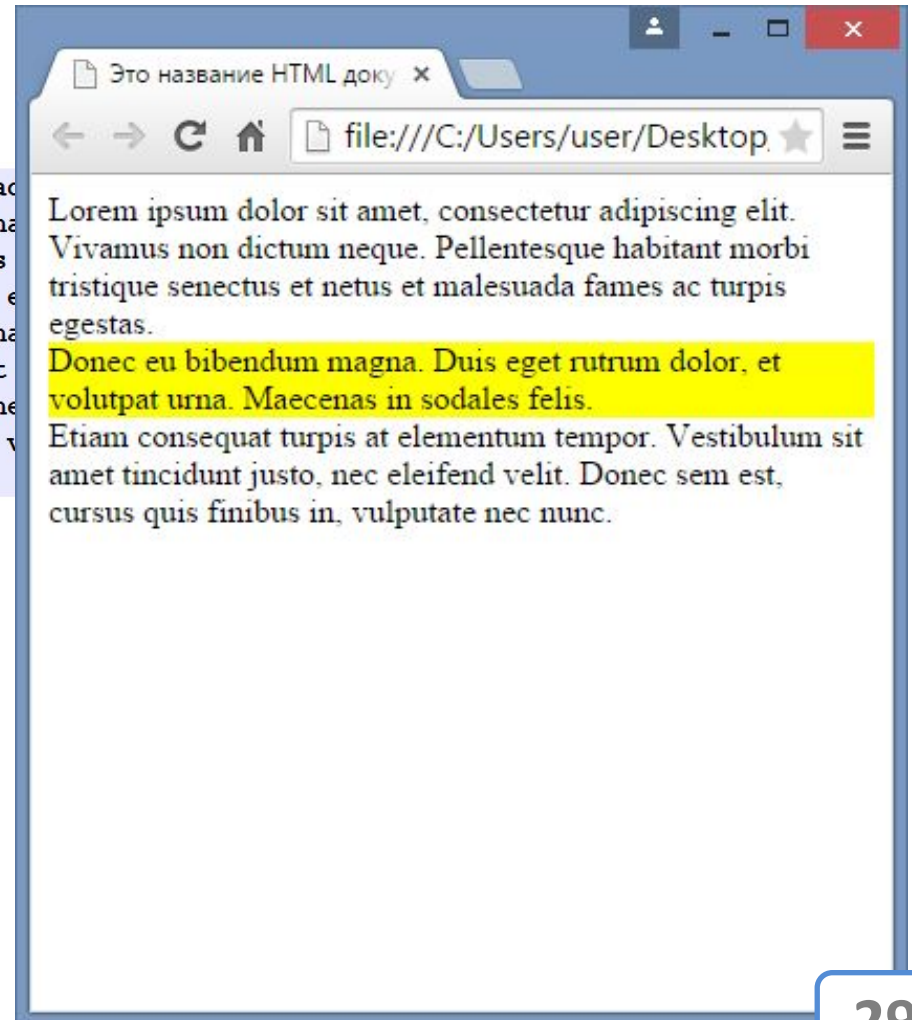 Это название HTML доку
file:///C:/Users/user/Desktop
Lorem ipsum dolor sit amet, consectetur adipiscing elit.
Vivamus non dictum neque. Pellentesque habitant morbi
tristique senectus et netus et malesuada fames ac turpis
egestas.
Donec eu bibendum magna. Duis eget rutrum dolor, et
volutpat urna. Maecenas in sodales felis.
Etiam consequat turpis at elementum tempor. Vestibulum sit
amet tincidunt justo, nec eleifend velit. Donec sem est,
cursus quis finibus in, vulputate nec nunc.
29